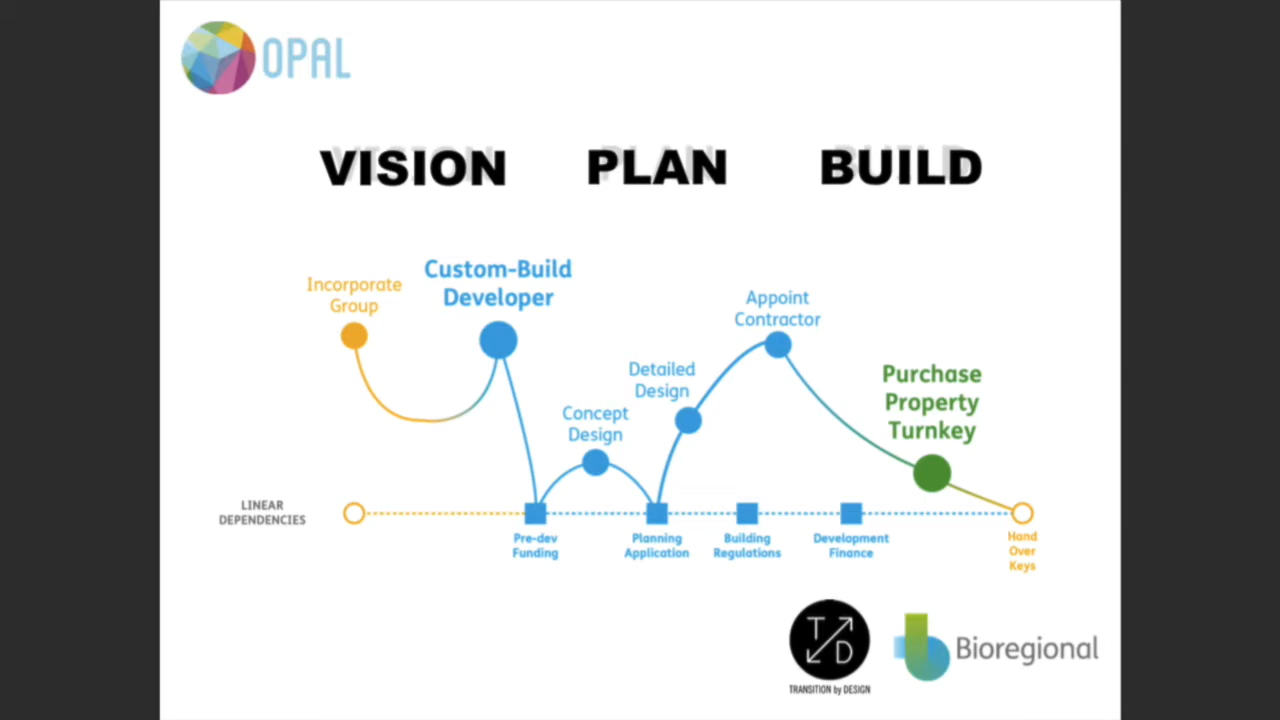 OPAL
VISION PLAN BUILD
Incorporate
Group
Custom-Build
Developer
Concept
Design
Detailed
Design
Appoint
Contractor
Purchase
Property
Turnkey
LINEAR
DEPENDENCIES
Pre-dev
Funding
Planning
Application
Building
Regulations
Development
Finance
Hand
Over
Keys
T D
TRANSITION by DESIGN
b Bioregional